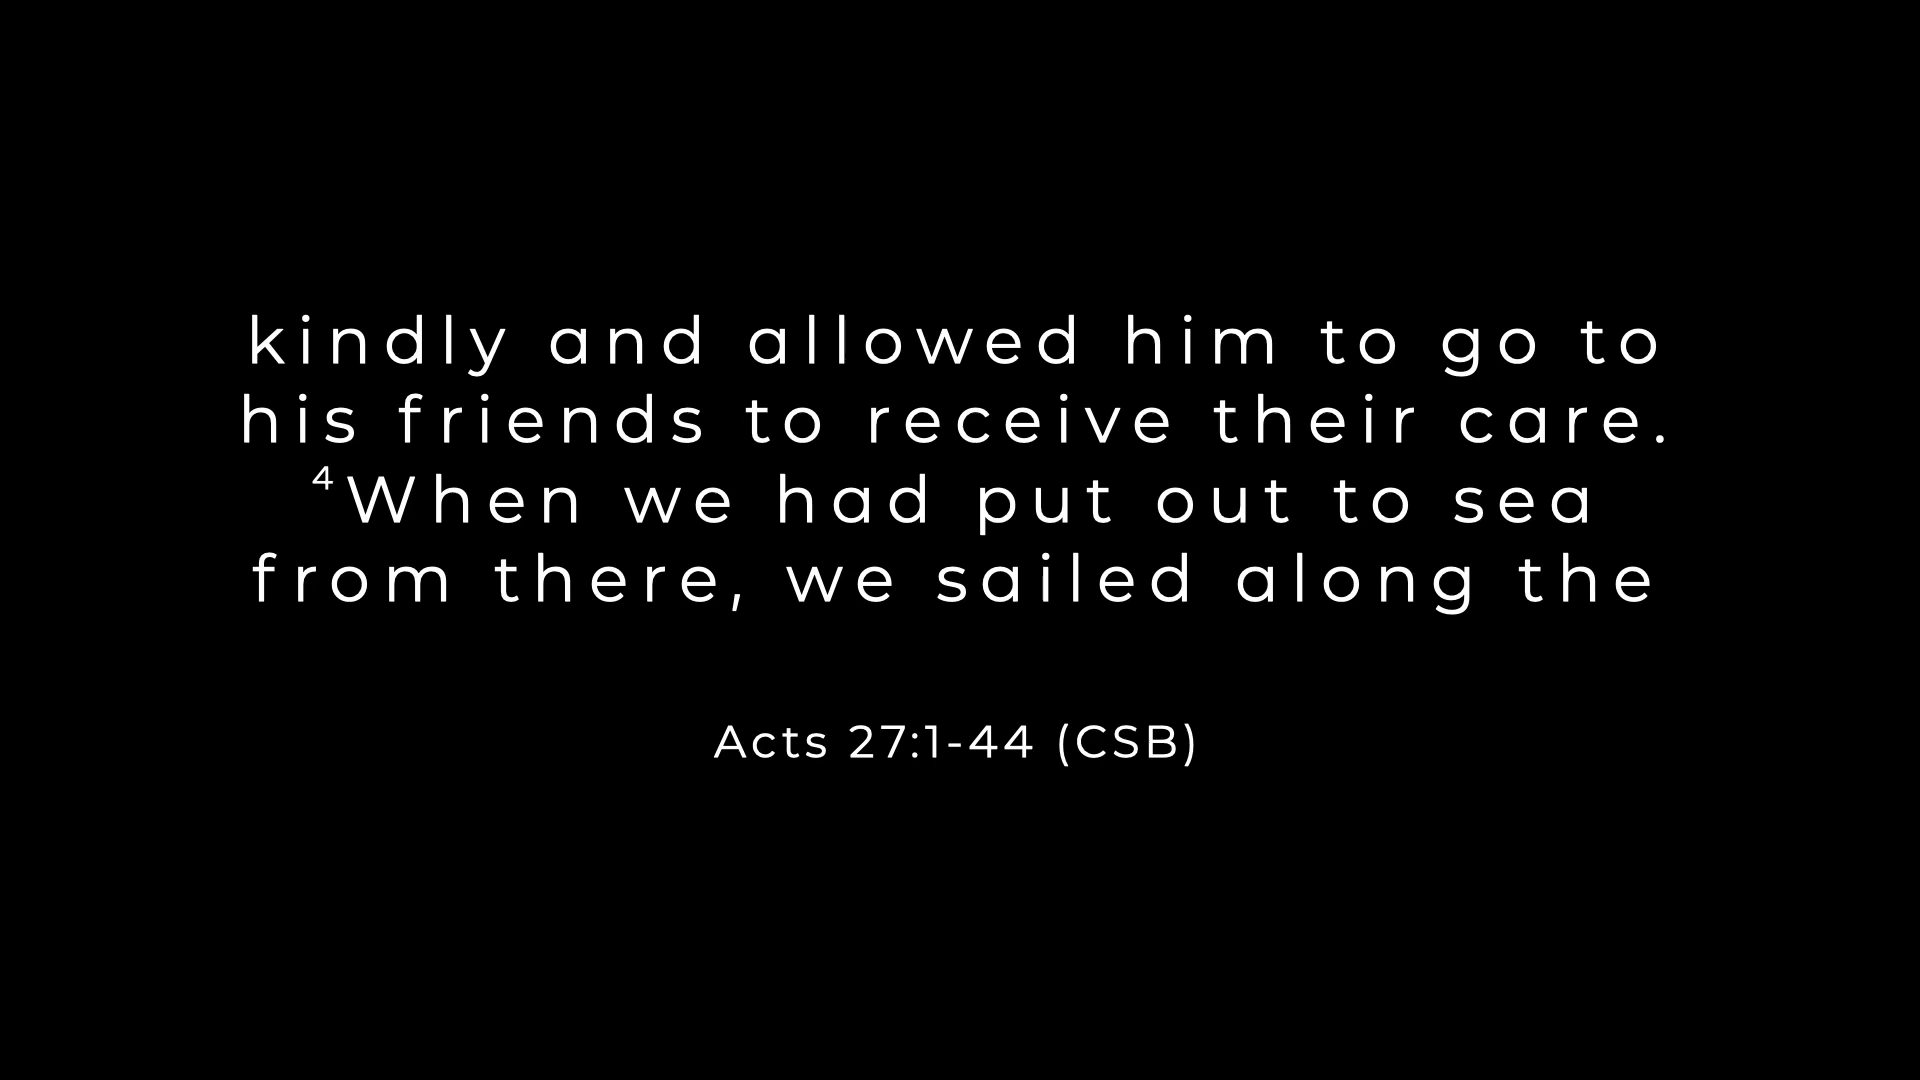 kindly and allowed him to go to
his friends to receive their care.
⁴When we had put out to sea
from there, we sailed along the
Acts 27:1-44 (CSB)